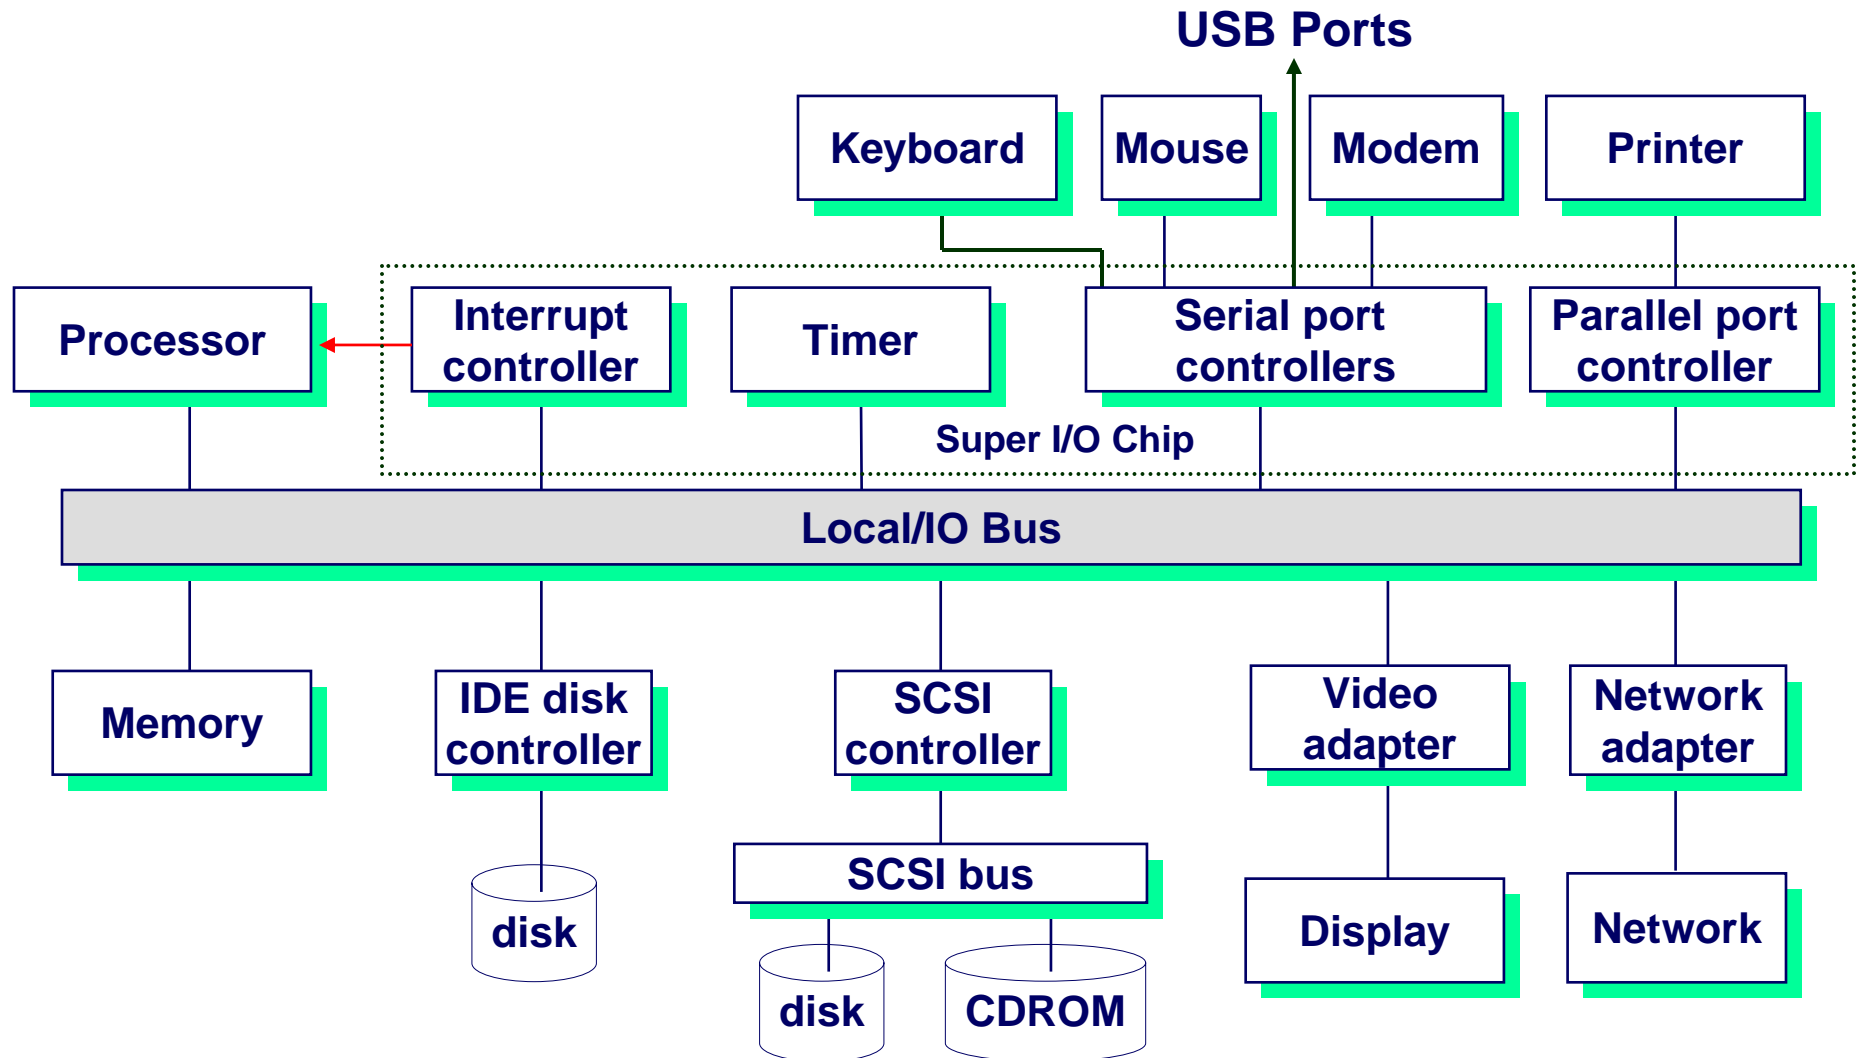 USB Ports
Keyboard
Mouse
Modem
Printer
Processor
Interrupt
controller
Timer
Serial port
controllers
Parallel port
controller
Super I/O Chip
Local/IO Bus
Memory
IDE disk
controller
SCSI
controller
Video
adapter
Network
adapter
SCSI bus
disk
disk
CDROM
Display
Network